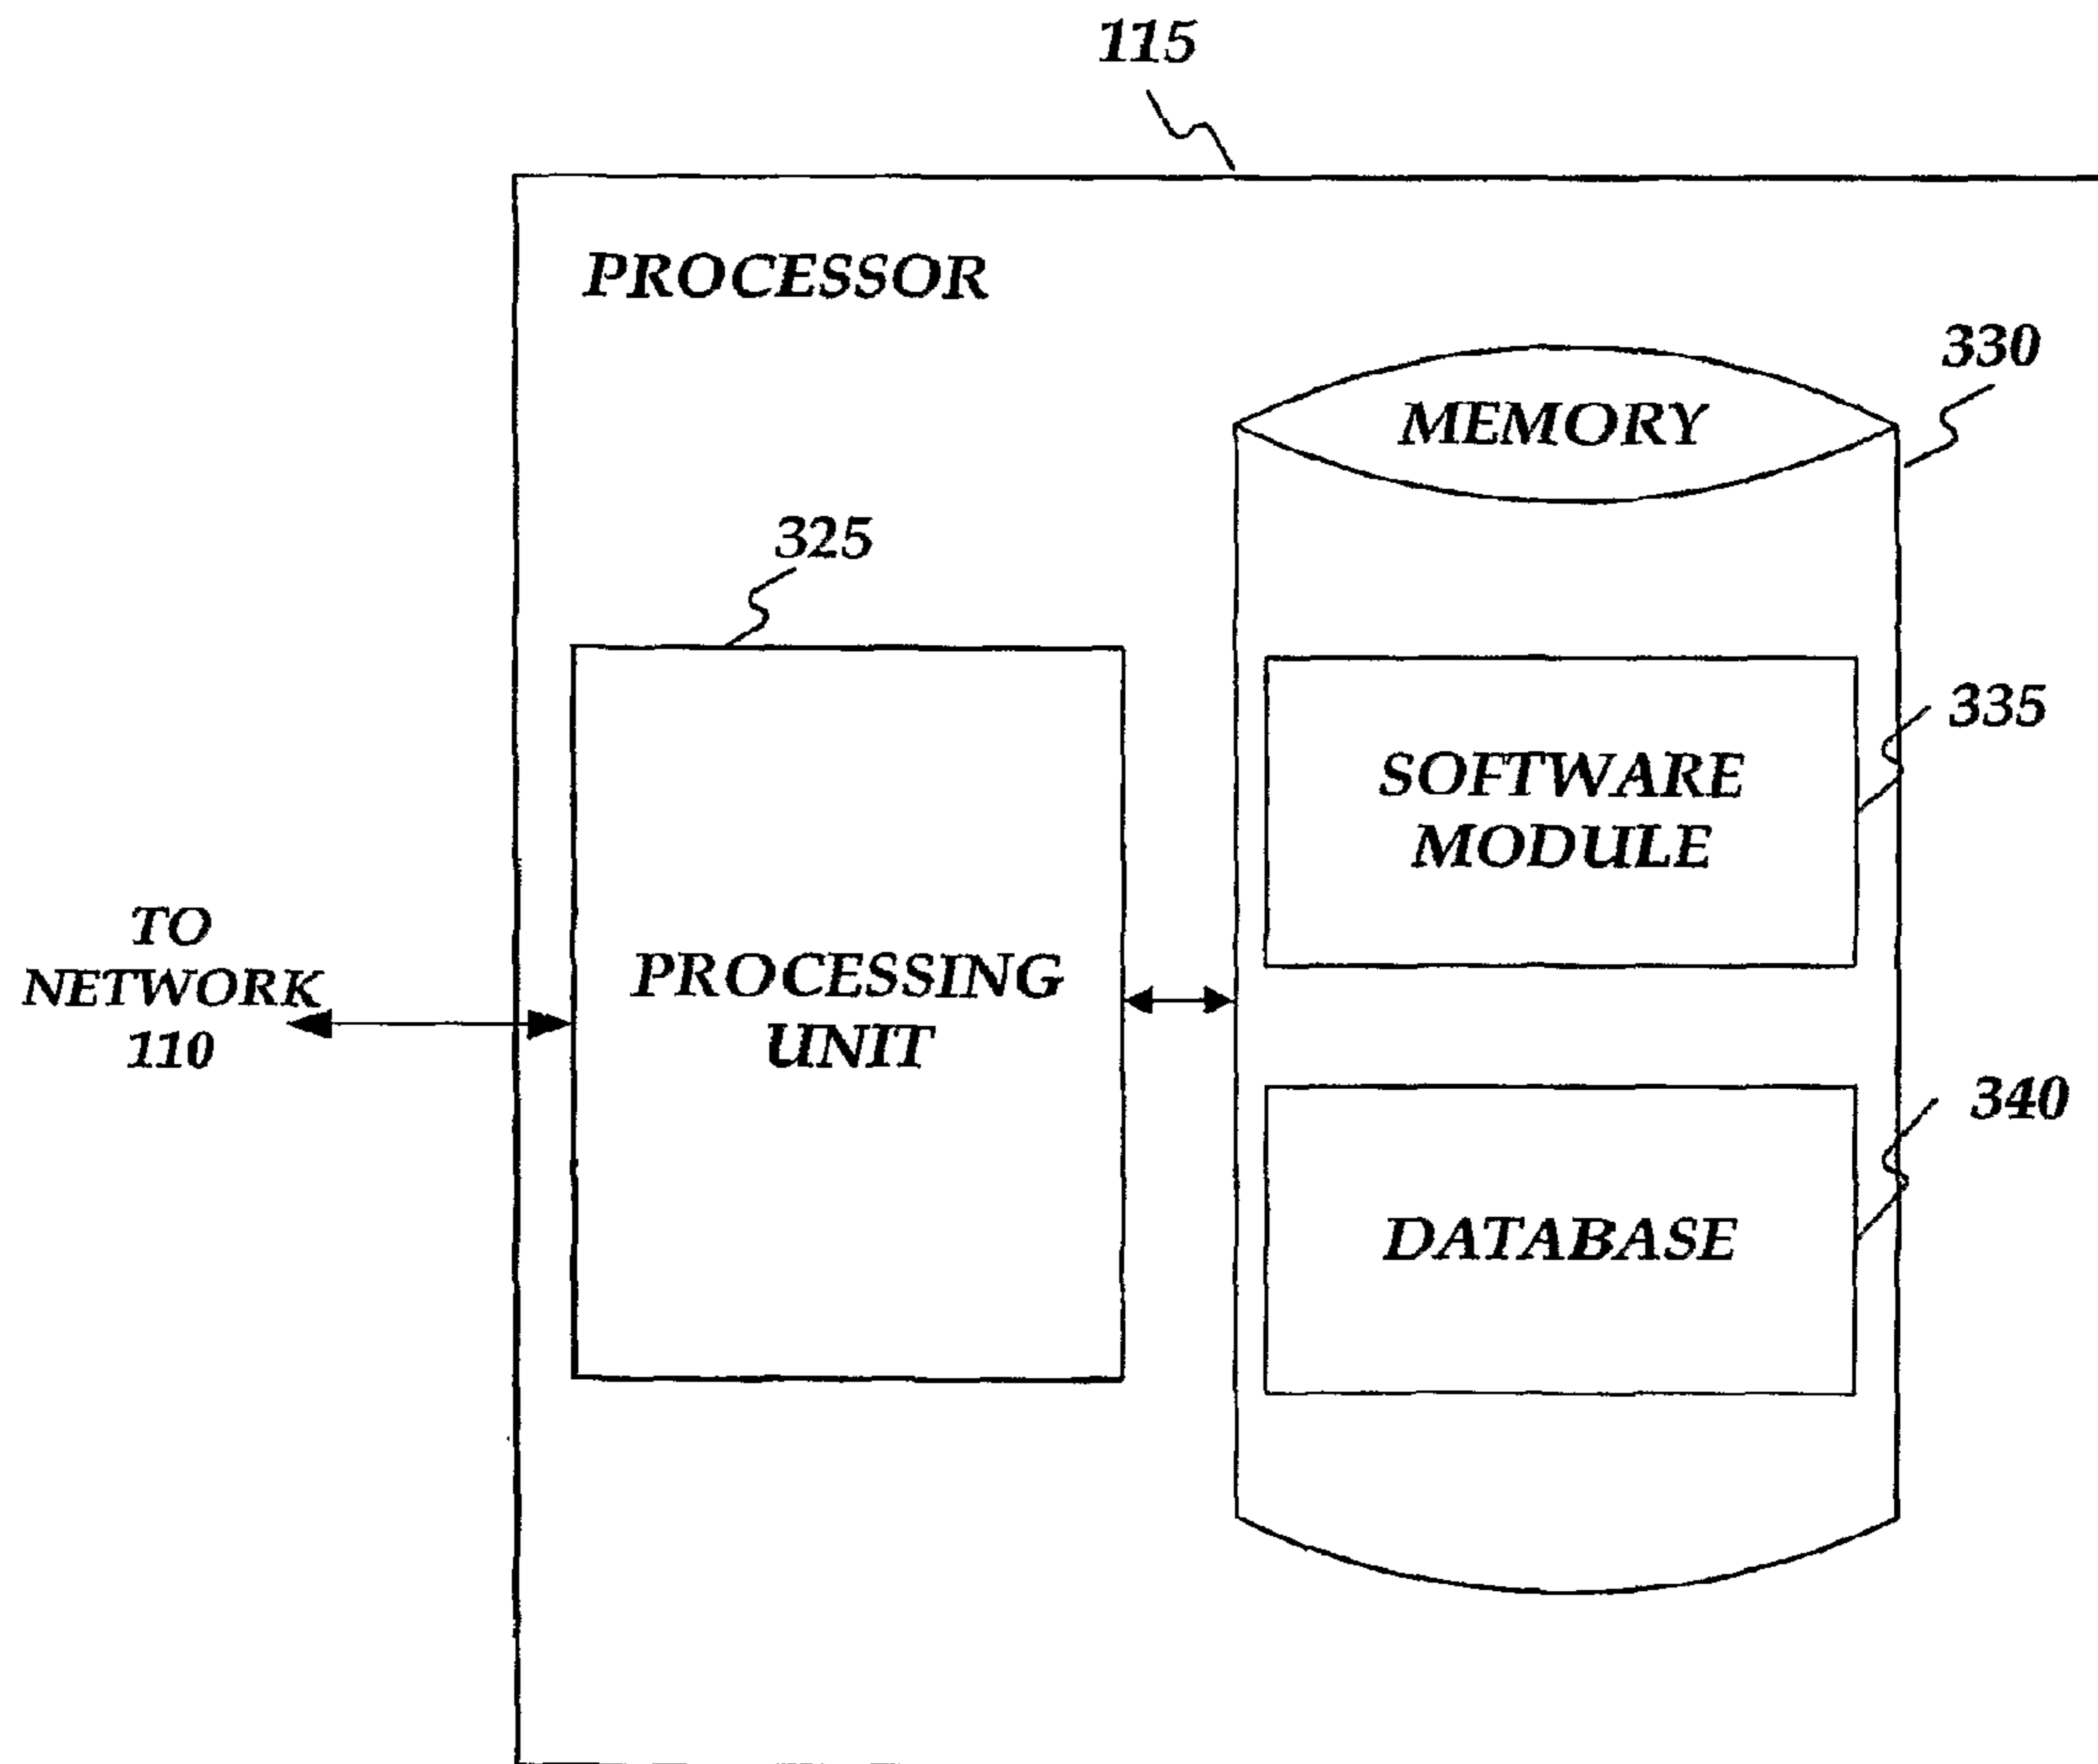 115
PROCESSOR
330
MEMORY
325
335
SOFTWARE
MODULE
TO
NETWORK
110
PROCESSING
UNIT
340
DATABASE